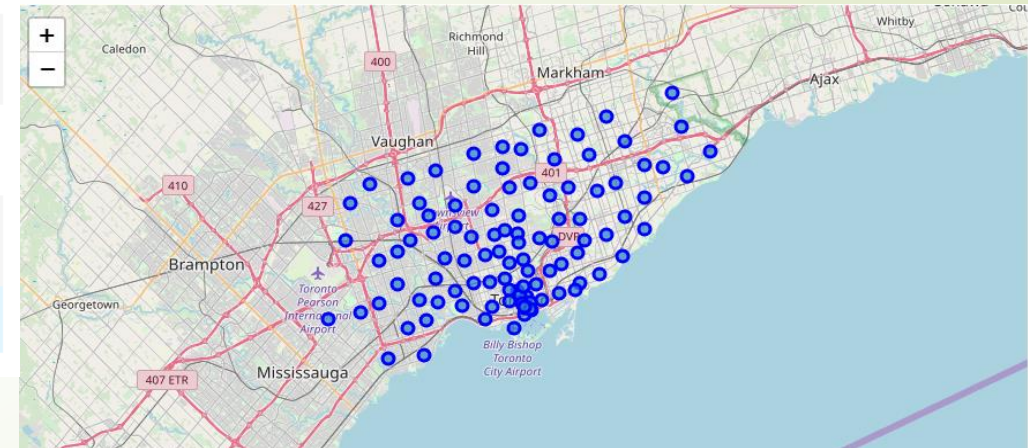 +
−
Caledon
400
Richmond
Hill
Markham
Whitby
Ajax
Vaughan
410
427
401
DVP
Brampton
Georgetown
Toronto
Pearson
International
Airport
Billy Bishop
Toronto
City Airport
Mississauga
407 ETR